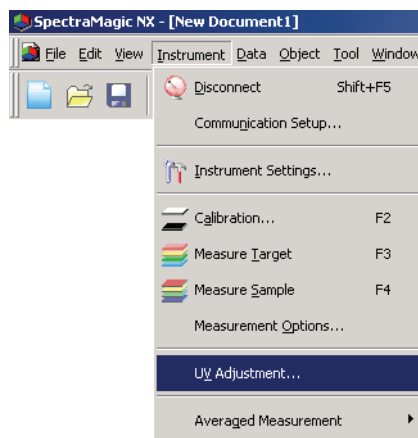 SpectraMagic NX - [New Document1]
File Edit View Instrument Data Object Tool Window
Disconnect Shift+F5
Communication Setup...
Instrument Settings...
Calibration... F2
Measure Target F3
Measure Sample F4
Measurement Options...
UV Adjustment...
Averaged Measurement